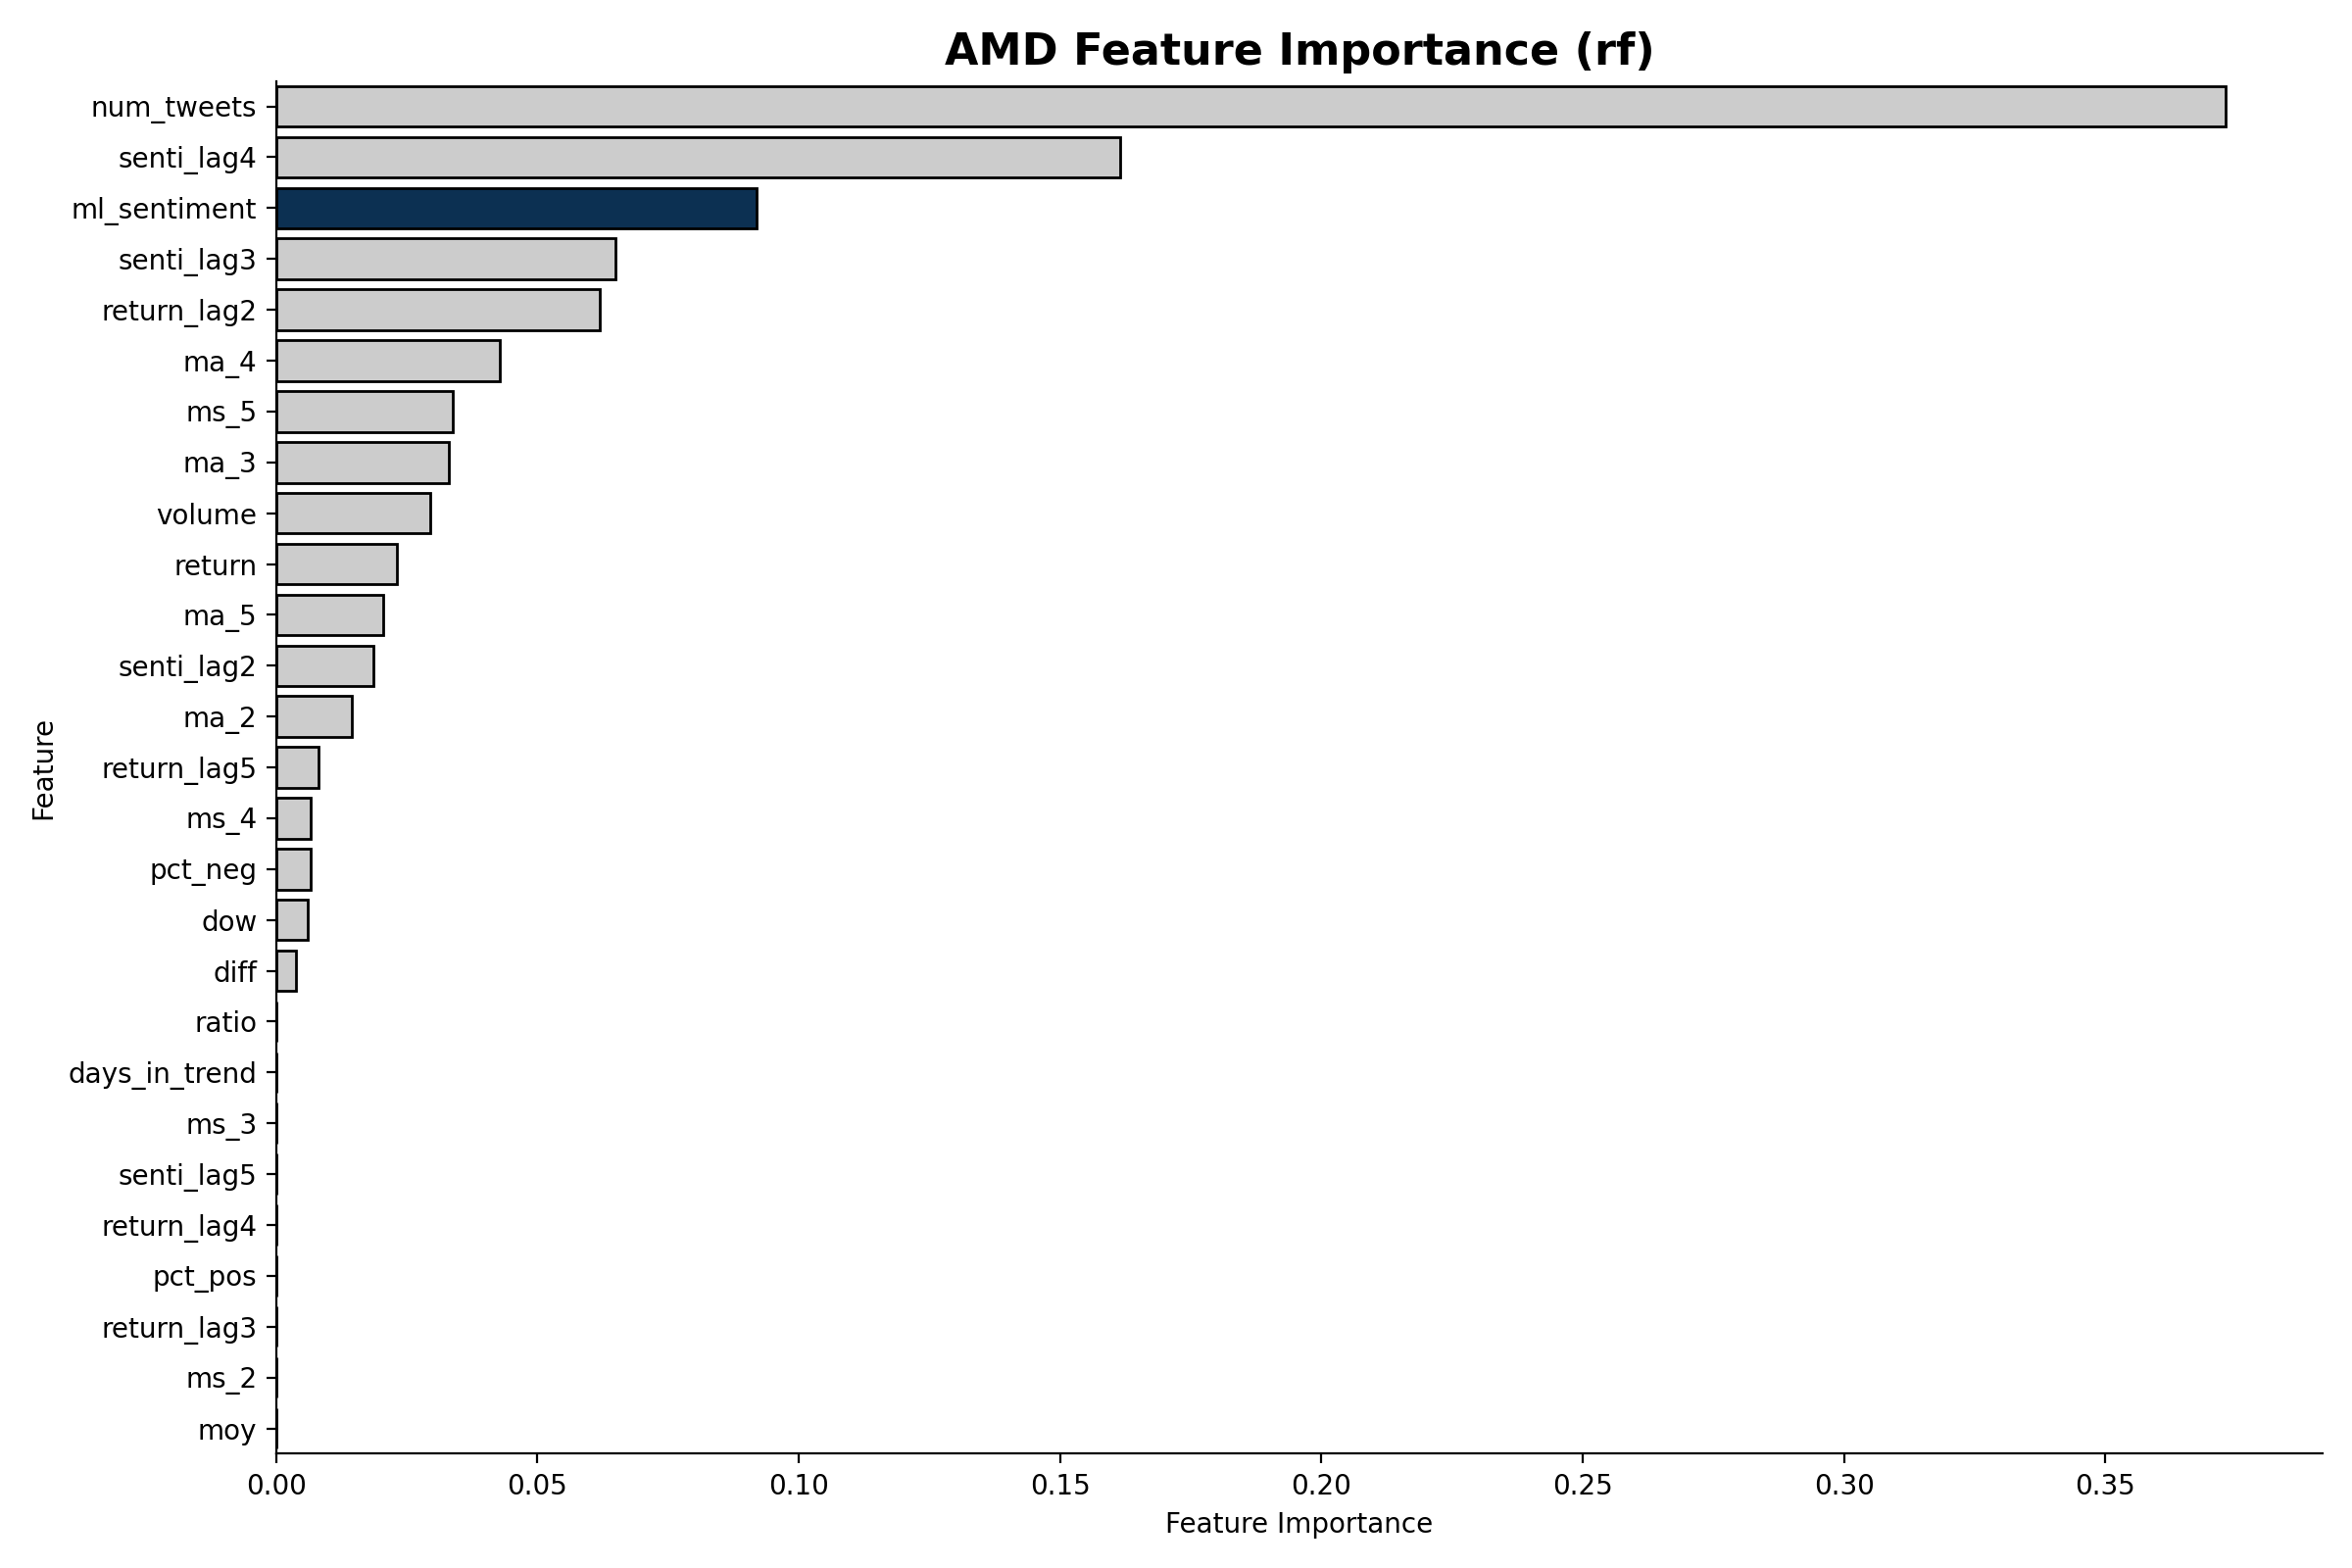 AMD Feature Importance (rf)
num_tweets
senti_lag4
ml_sentiment
senti_lag3
return_lag2
ma_4
ms_5
ma_3
volume
return
ma_5
senti_lag2
ma_2
return_lag5
ms_4
pct_neg
dow
diff
ratio
days_in_trend
ms_3
senti_lag5
return_lag4
pct_pos
return_lag3
ms_2
moy
Feature
0.00 0.05 0.10 0.15 0.20 0.25 0.30 0.35
Feature Importance